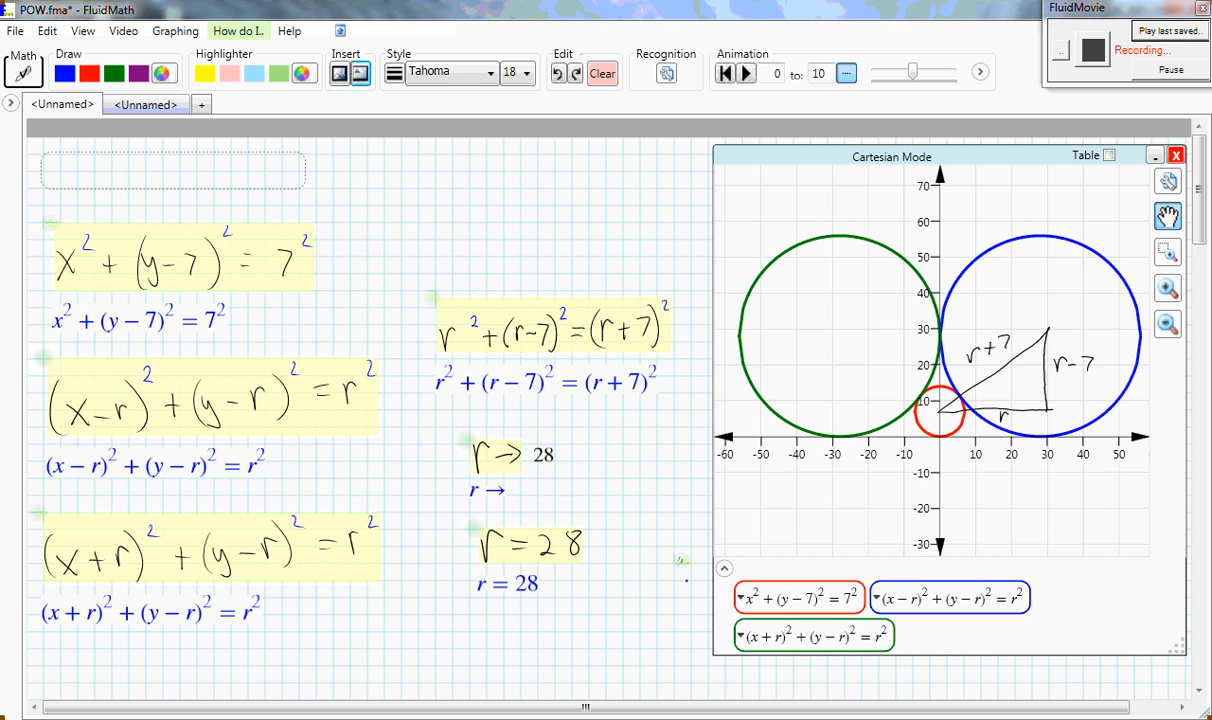 POW.fma* - FluidMath
FluidMovie
File Edit View Video Graphing How do I.. Help
Play last saved..
Recording...
Pause
Math Draw Highlighter Insert Style Edit Recognition Animation
Tahoma 18 Clear 0 to: 10
<Unnamed> <Unnamed> +
Cartesian Mode Table
x² + (y-7)² = 7²
x² + (y − 7)² = 7²
(x-r)² + (y-r)² = r²
(x − r)² + (y − r)² = r²
(x+r)² + (y-r)² = r²
(x + r)² + (y − r)² = r²
r² + (r-7)² = (r+7)²
r² + (r − 7)² = (r + 7)²
r → 28
r →
r = 28
r = 28
70
60
50
40
30
20
10
-10
-20
-30
-60 -50 -40 -30 -20 -10 10 20 30 40 50
r+7
r-7
r
x² + (y − 7)² = 7² (x − r)² + (y − r)² = r²
(x + r)² + (y − r)² = r²